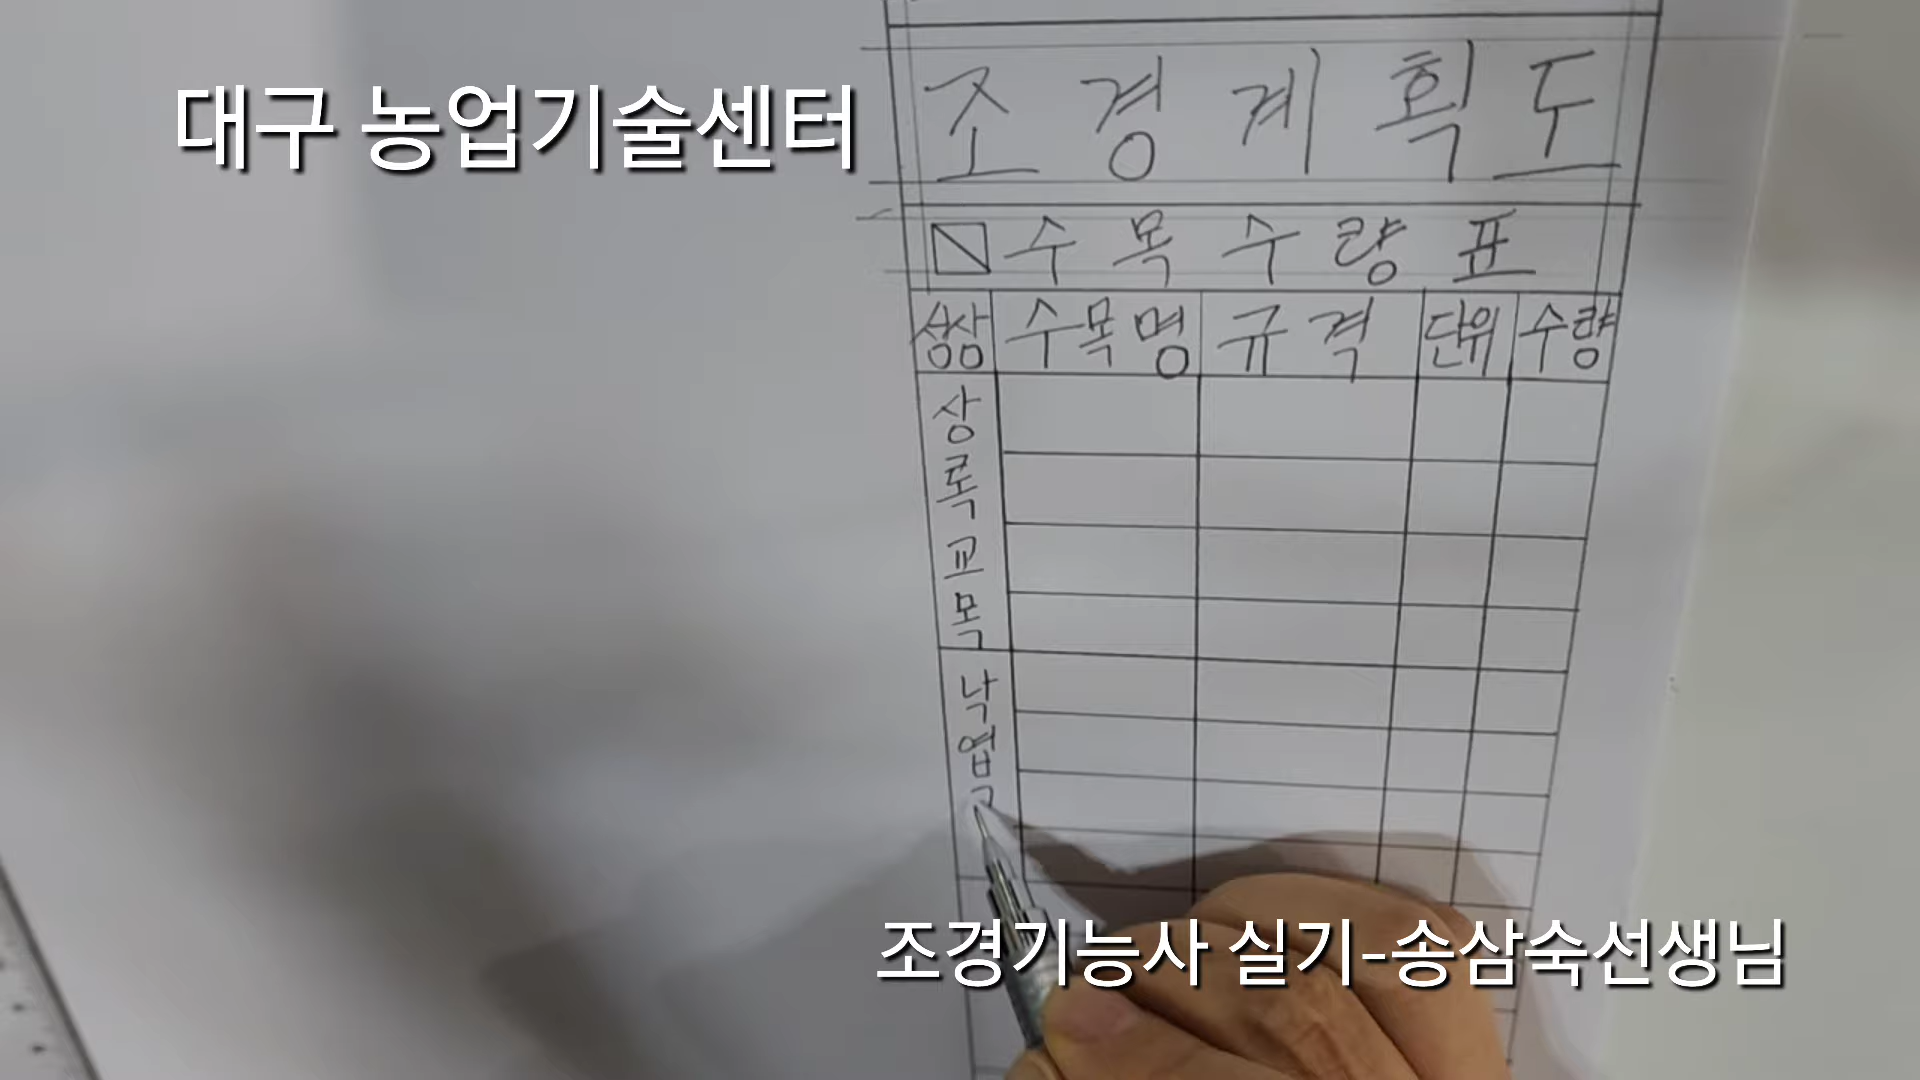 대구 농업기술센터
조경계획도
수목수량표
성상 수목명 규격 단위 수량
상록교목
낙엽
조경기능사 실기-송삼숙선생님